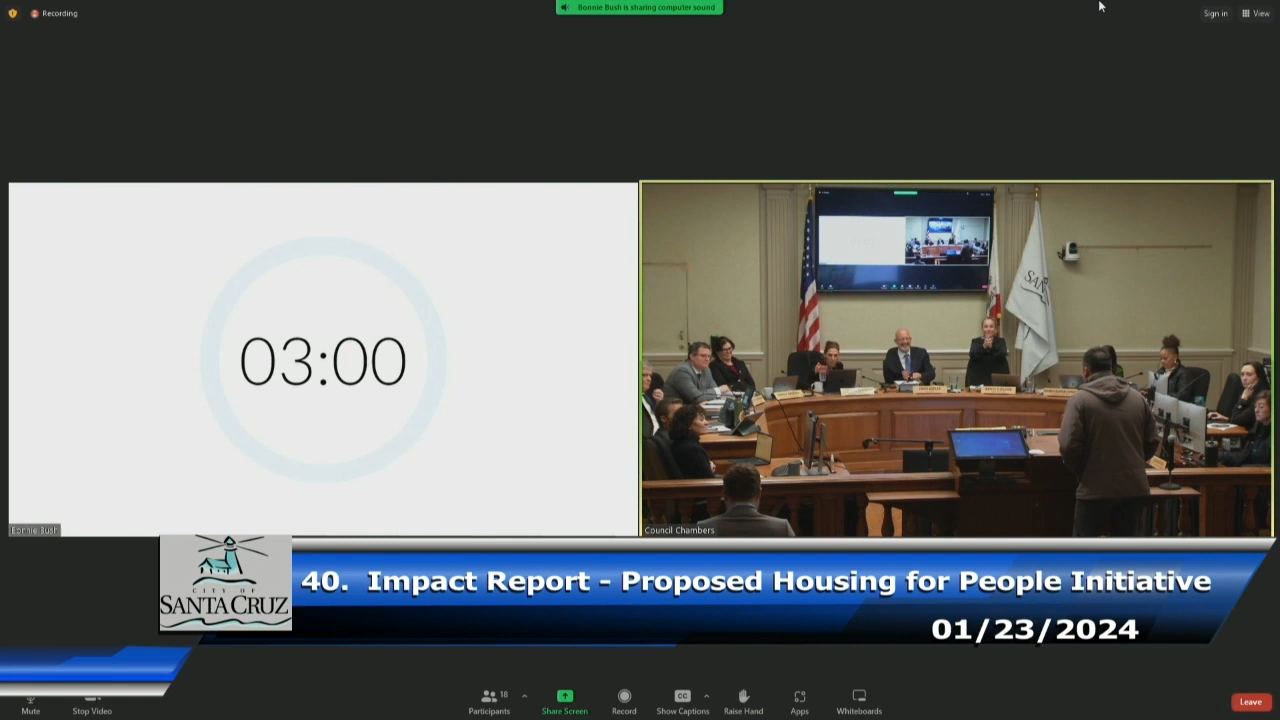 Recording
Bonnie Bush is sharing computer sound
Sign in
View
03:00
Bonnie Bush
Council Chambers
CITY OF
SANTA CRUZ
40. Impact Report - Proposed Housing for People Initiative
01/23/2024
Mute
Stop Video
Participants
18
Share Screen
Record
CC
Show Captions
Raise Hand
Apps
Whiteboards
Leave